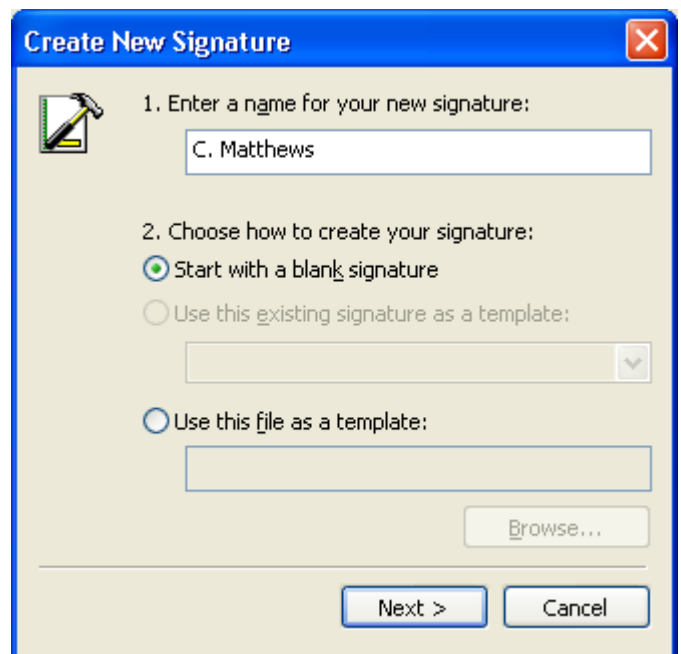 Create New Signature
1. Enter a name for your new signature:
C. Matthews
2. Choose how to create your signature:
Start with a blank signature
Use this existing signature as a template:
Use this file as a template:
Browse...
Next >
Cancel